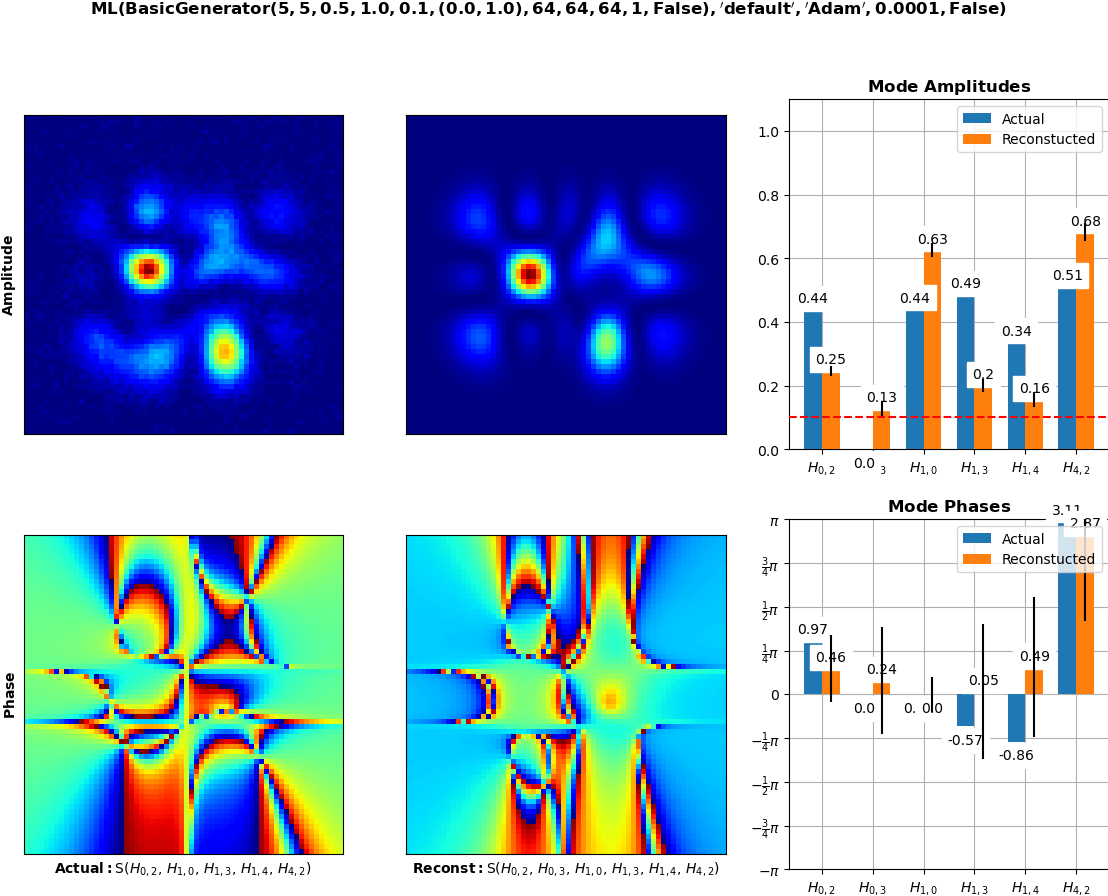 ML(BasicGenerator(5, 5, 0.5, 1.0, 0.1, (0.0, 1.0), 64, 64, 64, 1, False), ′default′, ′Adam′, 0.0001, False)
Mode Amplitudes
Actual
Reconstucted
1.0
0.8
0.6
0.4
0.2
0.0
0.44
0.25
0.0
0.13
0.44
0.63
0.49
0.2
0.34
0.16
0.51
0.68
H0, 2
3
H1, 0
H1, 3
H1, 4
H4, 2
Amplitude
Mode Phases
Actual
Reconstucted
π
3/4π
1/2π
1/4π
0
−1/4π
−1/2π
−3/4π
−π
0.97
0.46
0.0
0.24
0.
0.0
-0.57
0.05
-0.86
0.49
3.11
2.87
H0, 2
H0, 3
H1, 0
H1, 3
H1, 4
H4, 2
Phase
Actual: S(H0, 2, H1, 0, H1, 3, H1, 4, H4, 2)
Reconst: S(H0, 2, H0, 3, H1, 0, H1, 3, H1, 4, H4, 2)